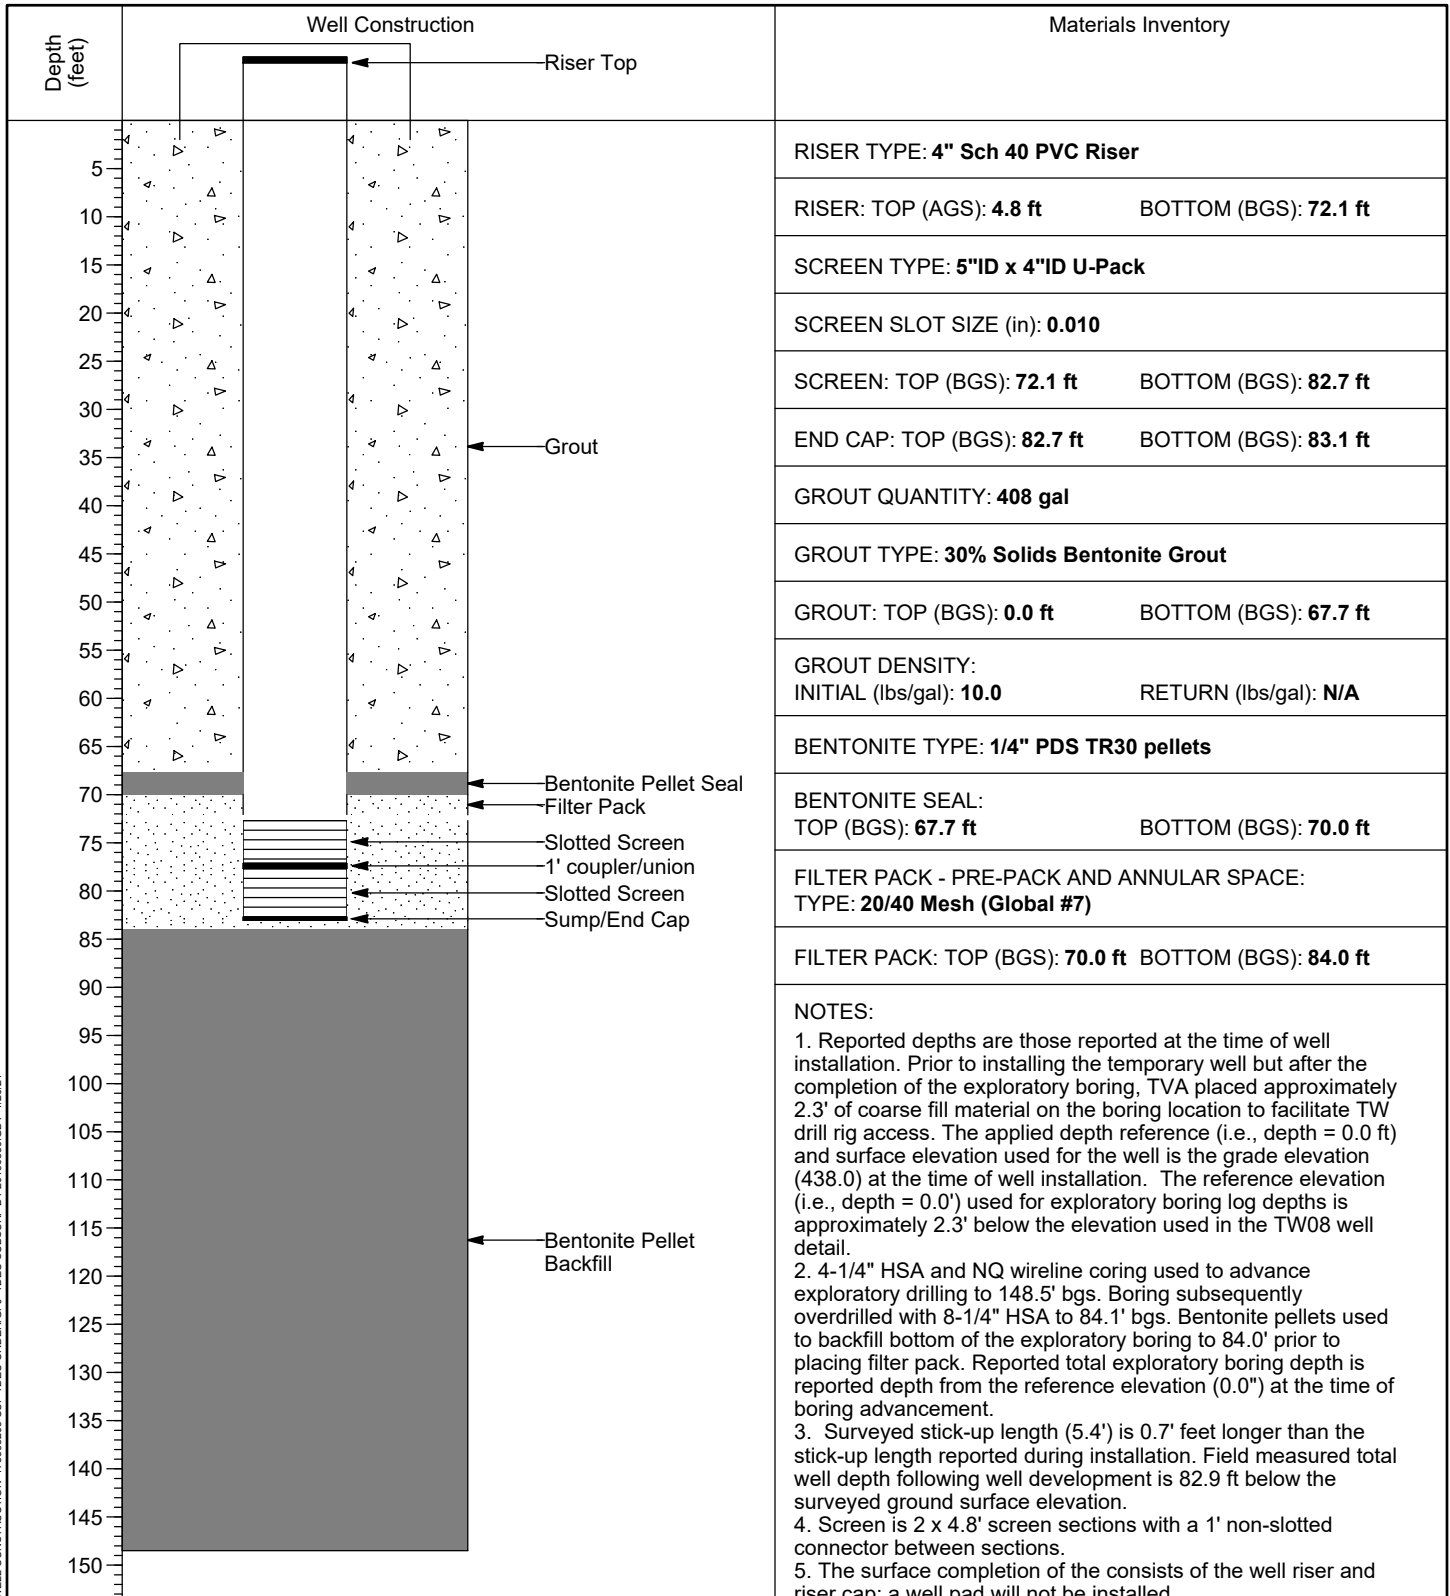 Well Construction
Materials Inventory
Depth
(feet)
Riser Top
5
10
15
20
25
30
35
40
45
50
55
60
65
70
75
80
85
90
95
100
105
110
115
120
125
130
135
140
145
150
Grout
Bentonite Pellet Seal
Filter Pack
Slotted Screen
1' coupler/union
Slotted Screen
Sump/End Cap
Bentonite Pellet
Backfill
RISER TYPE: 4" Sch 40 PVC Riser
RISER: TOP (AGS): 4.8 ft BOTTOM (BGS): 72.1 ft
SCREEN TYPE: 5"ID x 4"ID U-Pack
SCREEN SLOT SIZE (in): 0.010
SCREEN: TOP (BGS): 72.1 ft BOTTOM (BGS): 82.7 ft
END CAP: TOP (BGS): 82.7 ft BOTTOM (BGS): 83.1 ft
GROUT QUANTITY: 408 gal
GROUT TYPE: 30% Solids Bentonite Grout
GROUT: TOP (BGS): 0.0 ft BOTTOM (BGS): 67.7 ft
GROUT DENSITY:
INITIAL (lbs/gal): 10.0 RETURN (lbs/gal): N/A
BENTONITE TYPE: 1/4" PDS TR30 pellets
BENTONITE SEAL:
TOP (BGS): 67.7 ft BOTTOM (BGS): 70.0 ft
FILTER PACK - PRE-PACK AND ANNULAR SPACE:
TYPE: 20/40 Mesh (Global #7)
FILTER PACK: TOP (BGS): 70.0 ft BOTTOM (BGS): 84.0 ft
NOTES:
1. Reported depths are those reported at the time of well
installation. Prior to installing the temporary well but after the
completion of the exploratory boring, TVA placed approximately
2.3' of coarse fill material on the boring location to facilitate TW
drill rig access. The applied depth reference (i.e., depth = 0.0 ft)
and surface elevation used for the well is the grade elevation
(438.0) at the time of well installation.  The reference elevation
(i.e., depth = 0.0') used for exploratory boring log depths is
approximately 2.3' below the elevation used in the TW08 well
detail.
2. 4-1/4" HSA and NQ wireline coring used to advance
exploratory drilling to 148.5' bgs. Boring subsequently
overdrilled with 8-1/4" HSA to 84.1' bgs. Bentonite pellets used
to backfill bottom of the exploratory boring to 84.0' prior to
placing filter pack. Reported total exploratory boring depth is
reported depth from the reference elevation (0.0") at the time of
boring advancement.
3.  Surveyed stick-up length (5.4') is 0.7' feet longer than the
stick-up length reported during installation. Field measured total
well depth following well development is 82.9 ft below the
surveyed ground surface elevation.
4. Screen is 2 x 4.8' screen sections with a 1' non-slotted
connector between sections.
5. The surface completion of the consists of the well riser and
riser cap; a well pad will not be installed